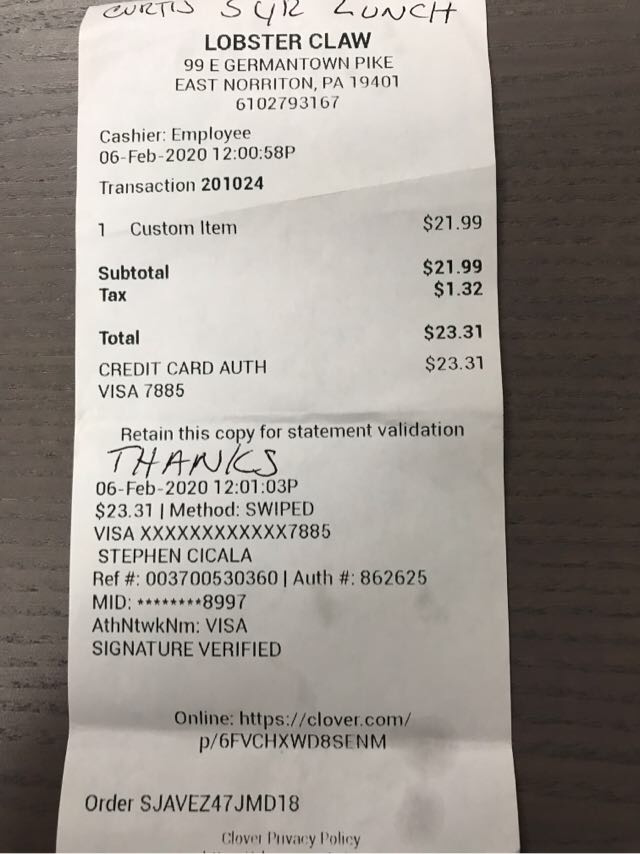 CURTIS 5 YR LUNCH
LOBSTER CLAW
99 E GERMANTOWN PIKE
EAST NORRITON, PA 19401
6102793167
Cashier: Employee
06-Feb-2020 12:00:58P
Transaction 201024
1 Custom Item $21.99
Subtotal $21.99
Tax $1.32
Total $23.31
CREDIT CARD AUTH $23.31
VISA 7885
Retain this copy for statement validation
THANKS
06-Feb-2020 12:01:03P
$23.31 | Method: SWIPED
VISA XXXXXXXXXXXX7885
STEPHEN CICALA
Ref #: 003700530360 | Auth #: 862625
MID: ********8997
AthNtwkNm: VISA
SIGNATURE VERIFIED
Online: https://clover.com/
p/6FVCHXWD8SENM
Order SJAVEZ47JMD18
Clover Privacy Policy